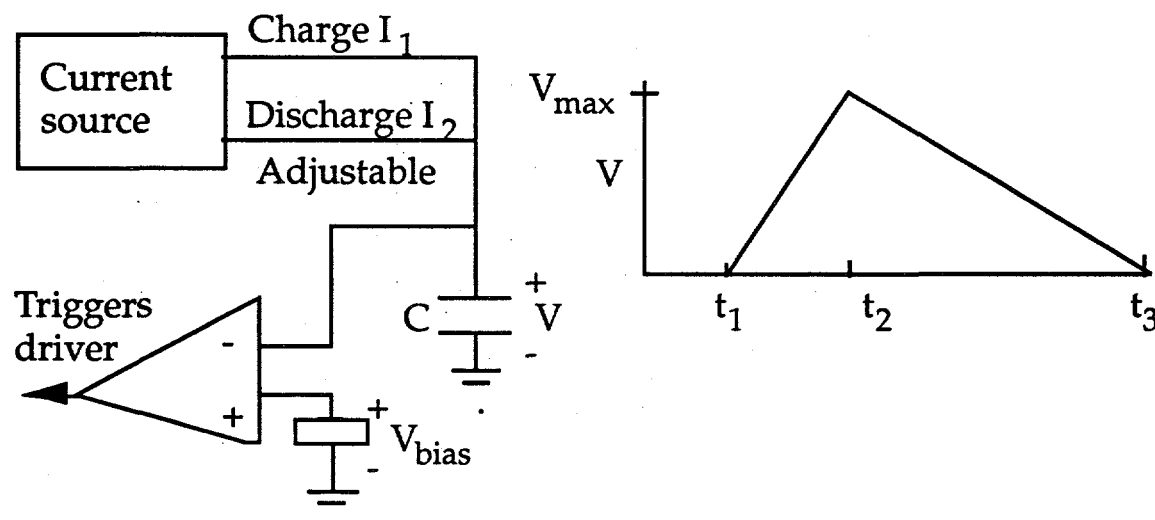 Charge I1
Current source
Discharge I2
Adjustable
Triggers driver
-
+
C
+
V
-
+
Vbias
-
Vmax
V
t1
t2
t3